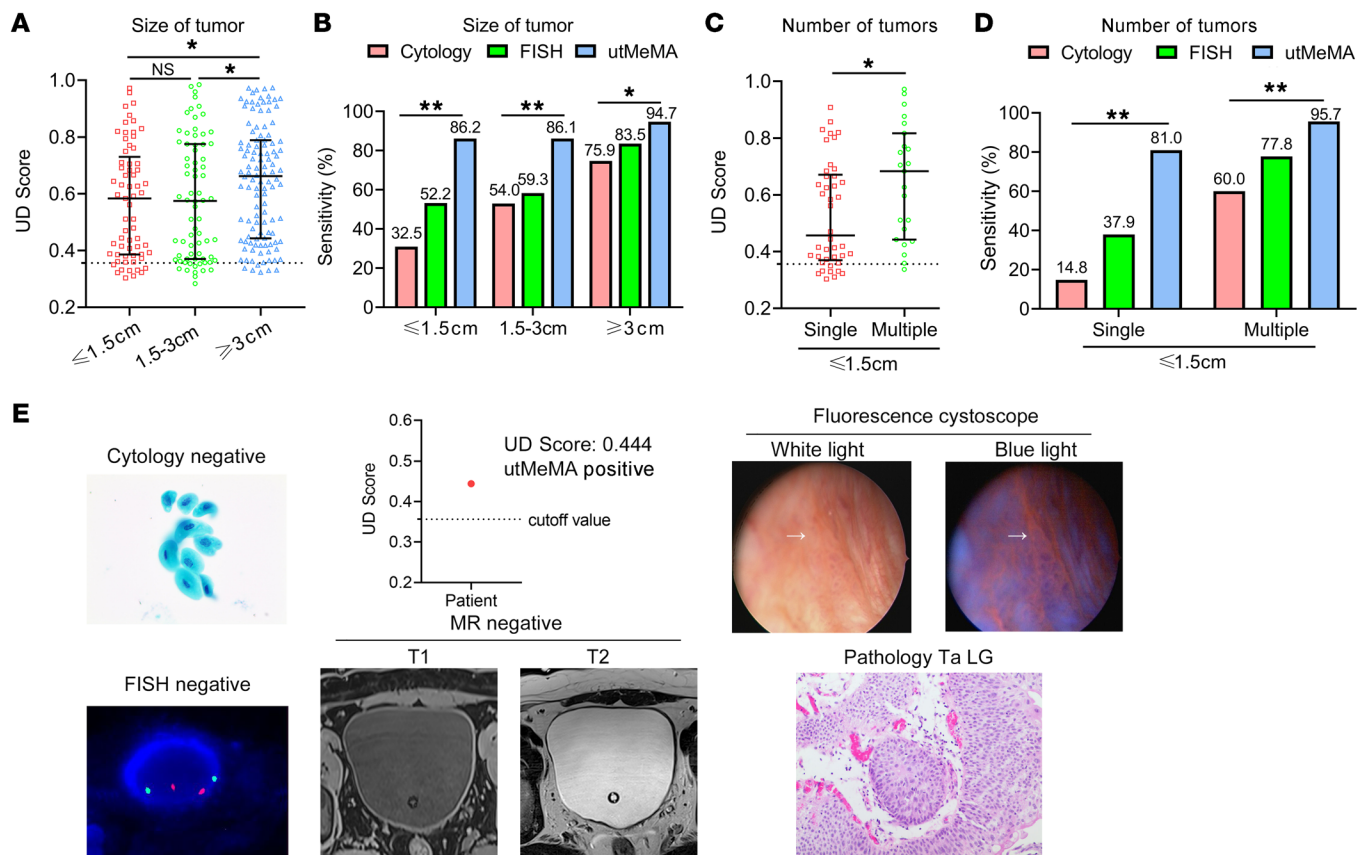 A
Size of tumor
*
NS
*
UD Score
1.0
0.8
0.6
0.4
0.2
≤1.5cm
1.5-3cm
≥3cm
B
Size of tumor
Cytology
FISH
utMeMA
Sensitivity (%)
100
80
60
40
20
0
**
**
*
32.5
52.2
86.2
54.0
59.3
86.1
75.9
83.5
94.7
≤1.5cm
1.5-3cm
≥3cm
C
Number of tumors
*
UD Score
1.0
0.8
0.6
0.4
0.2
Single
Multiple
≤1.5cm
D
Number of tumors
Cytology
FISH
utMeMA
Sensitivity (%)
100
80
60
40
20
0
**
**
14.8
37.9
81.0
60.0
77.8
95.7
Single
Multiple
≤1.5cm
E
Cytology negative
FISH negative
UD Score
0.6
0.5
0.4
0.3
0.2
UD Score: 0.444
utMeMA positive
cutoff value
Patient
MR negative
T1
T2
Fluorescence cystoscope
White light
Blue light
→
→
Pathology Ta LG